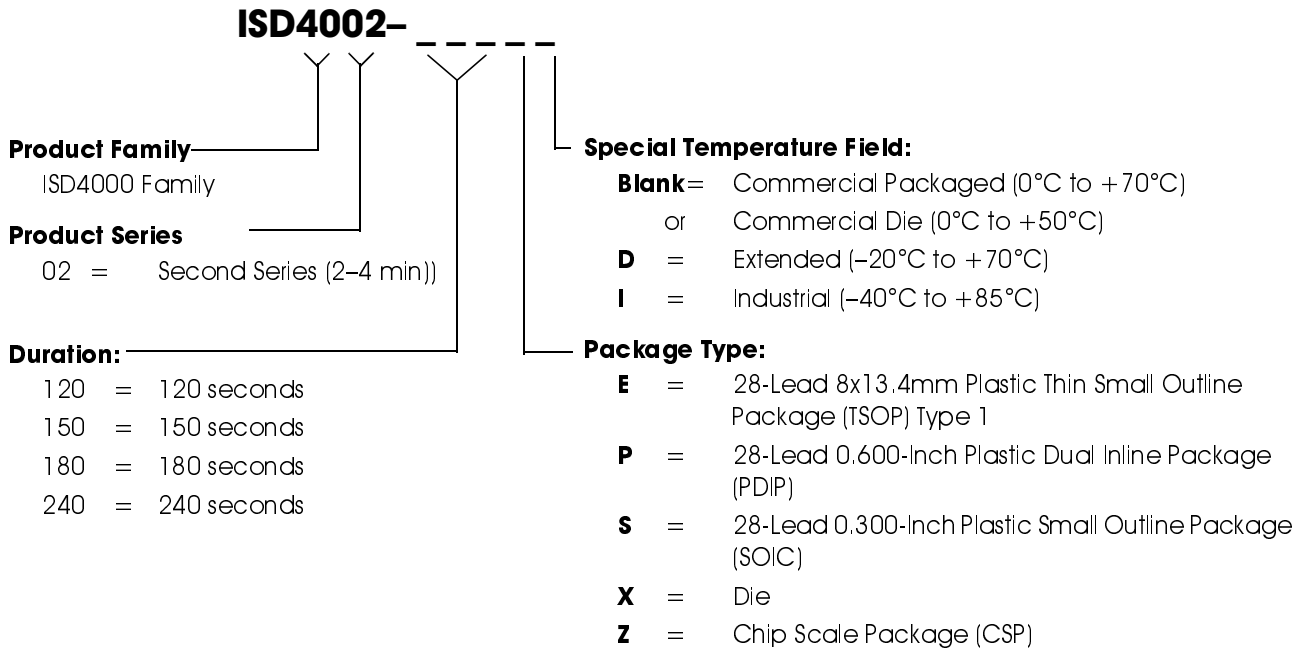 ISD4002– _ _ _ _ _
Product Family
ISD4000 Family
Product Series
02 = Second Series (2–4 min))
Duration:
120 = 120 seconds
150 = 150 seconds
180 = 180 seconds
240 = 240 seconds
Special Temperature Field:
Blank= Commercial Packaged (0°C to +70°C)
or Commercial Die (0°C to +50°C)
D = Extended (–20°C to +70°C)
I = Industrial (–40°C to +85°C)
Package Type:
E = 28-Lead 8x13.4mm Plastic Thin Small Outline
Package (TSOP) Type 1
P = 28-Lead 0.600-Inch Plastic Dual Inline Package
(PDIP)
S = 28-Lead 0.300-Inch Plastic Small Outline Package
(SOIC)
X = Die
Z = Chip Scale Package (CSP)